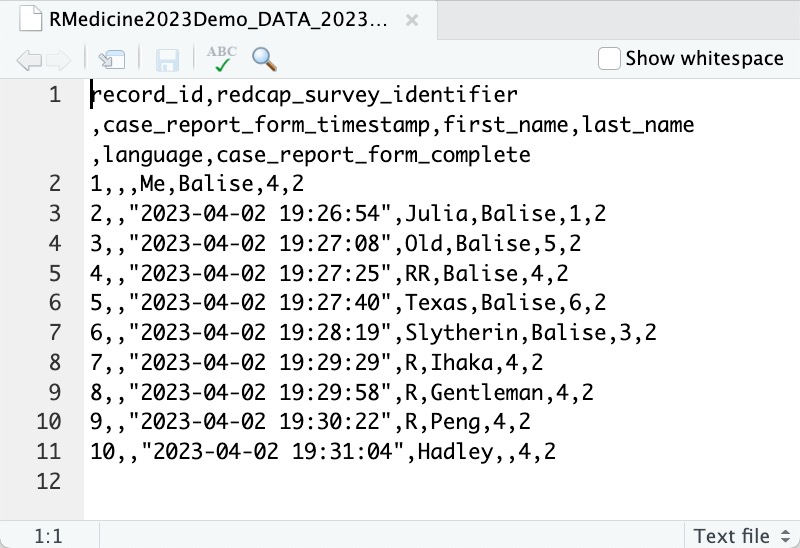 RMedicine2023Demo_DATA_2023...
ABC
Show whitespace
1 record_id,redcap_survey_identifier
,case_report_form_timestamp,first_name,last_name
,language,case_report_form_complete
2 1,,,Me,Balise,4,2
3 2,,"2023-04-02 19:26:54",Julia,Balise,1,2
4 3,,"2023-04-02 19:27:08",Old,Balise,5,2
5 4,,"2023-04-02 19:27:25",RR,Balise,4,2
6 5,,"2023-04-02 19:27:40",Texas,Balise,6,2
7 6,,"2023-04-02 19:28:19",Slytherin,Balise,3,2
8 7,,"2023-04-02 19:29:29",R,Ihaka,4,2
9 8,,"2023-04-02 19:29:58",R,Gentleman,4,2
10 9,,"2023-04-02 19:30:22",R,Peng,4,2
11 10,,"2023-04-02 19:31:04",Hadley,,4,2
12
1:1
Text file